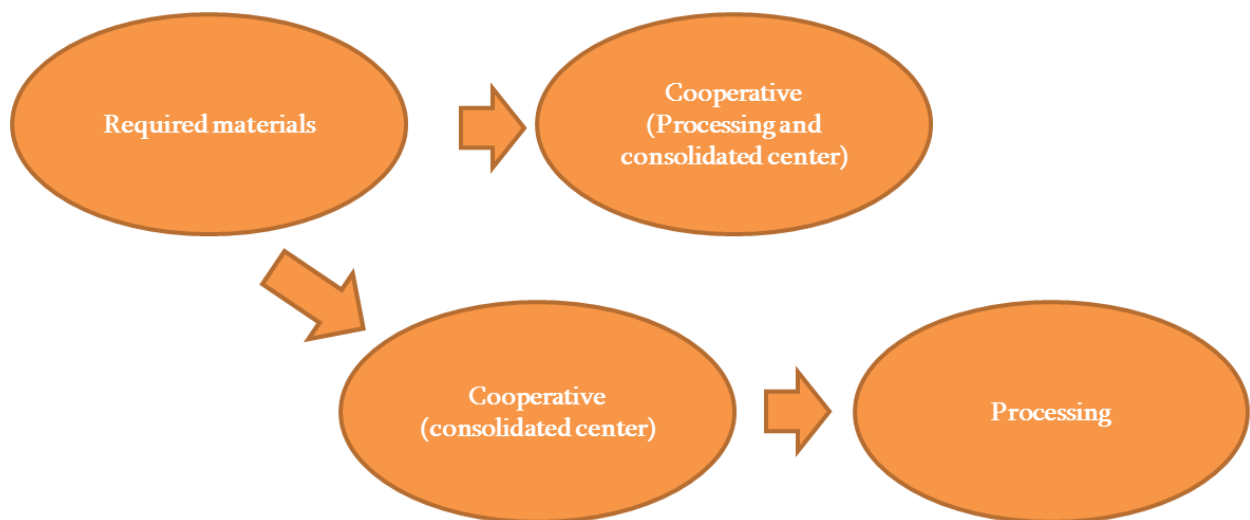 Required materials
Cooperative
(Processing and
consolidated center)
Cooperative
(consolidated center)
Processing